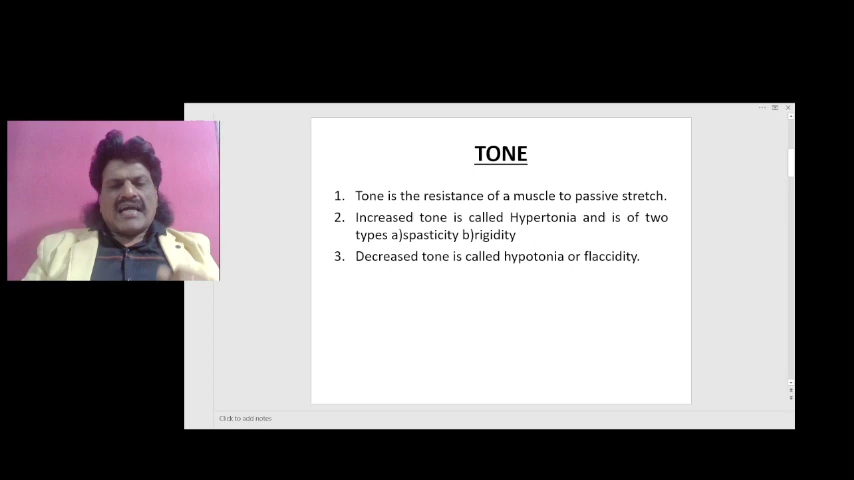 TONE
1. Tone is the resistance of a muscle to passive stretch.
2. Increased tone is called Hypertonia and is of two
types a)spasticity b)rigidity
3. Decreased tone is called hypotonia or flaccidity.
Click to add notes